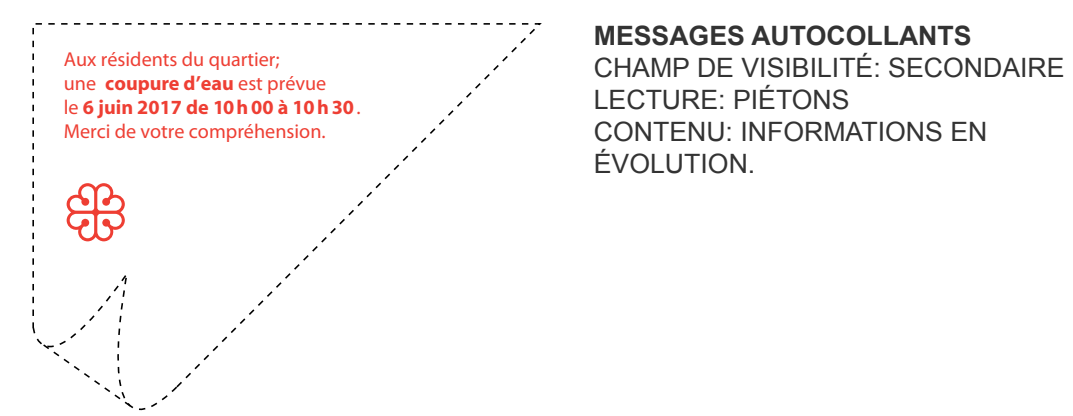 Aux résidents du quartier;
une coupure d'eau est prévue
le 6 juin 2017 de 10 h 00 à 10 h 30 .
Merci de votre compréhension.
MESSAGES AUTOCOLLANTS
CHAMP DE VISIBILITÉ: SECONDAIRE
LECTURE: PIÉTONS
CONTENU: INFORMATIONS EN
ÉVOLUTION.